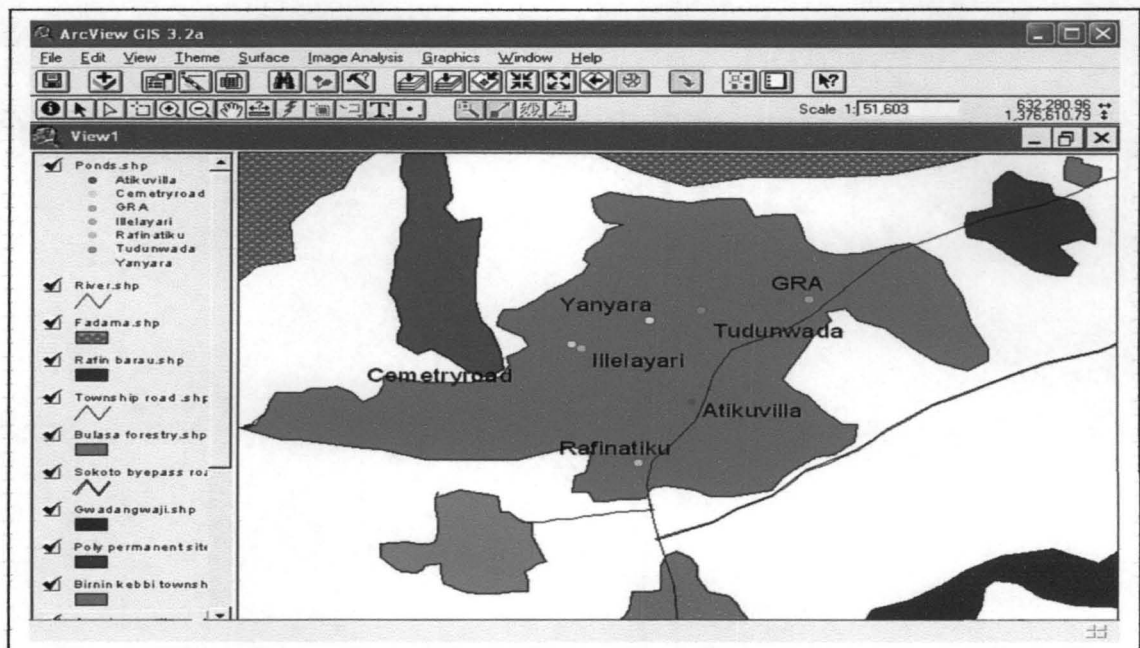 ArcView GIS 3.2a
File Edit View Theme Surface Image Analysis Graphics Window Help
Scale 1: 51,603
632,280.96
1,376,610.79
View1
Ponds.shp
Atikuvilla
Cemetryroad
GRA
Illelayari
Rafinatiku
Tudunwada
Yanyara
River.shp
Fadama.shp
Rafin barau.shp
Township road .shp
Bulasa forestry.shp
Sokoto byepass roa
Gwadangwaji.shp
Poly permanent site
Birnin kebbi townsh
GRA
Yanyara
Tudunwada
Illelayari
Cemetryroad
Atikuvilla
Rafinatiku